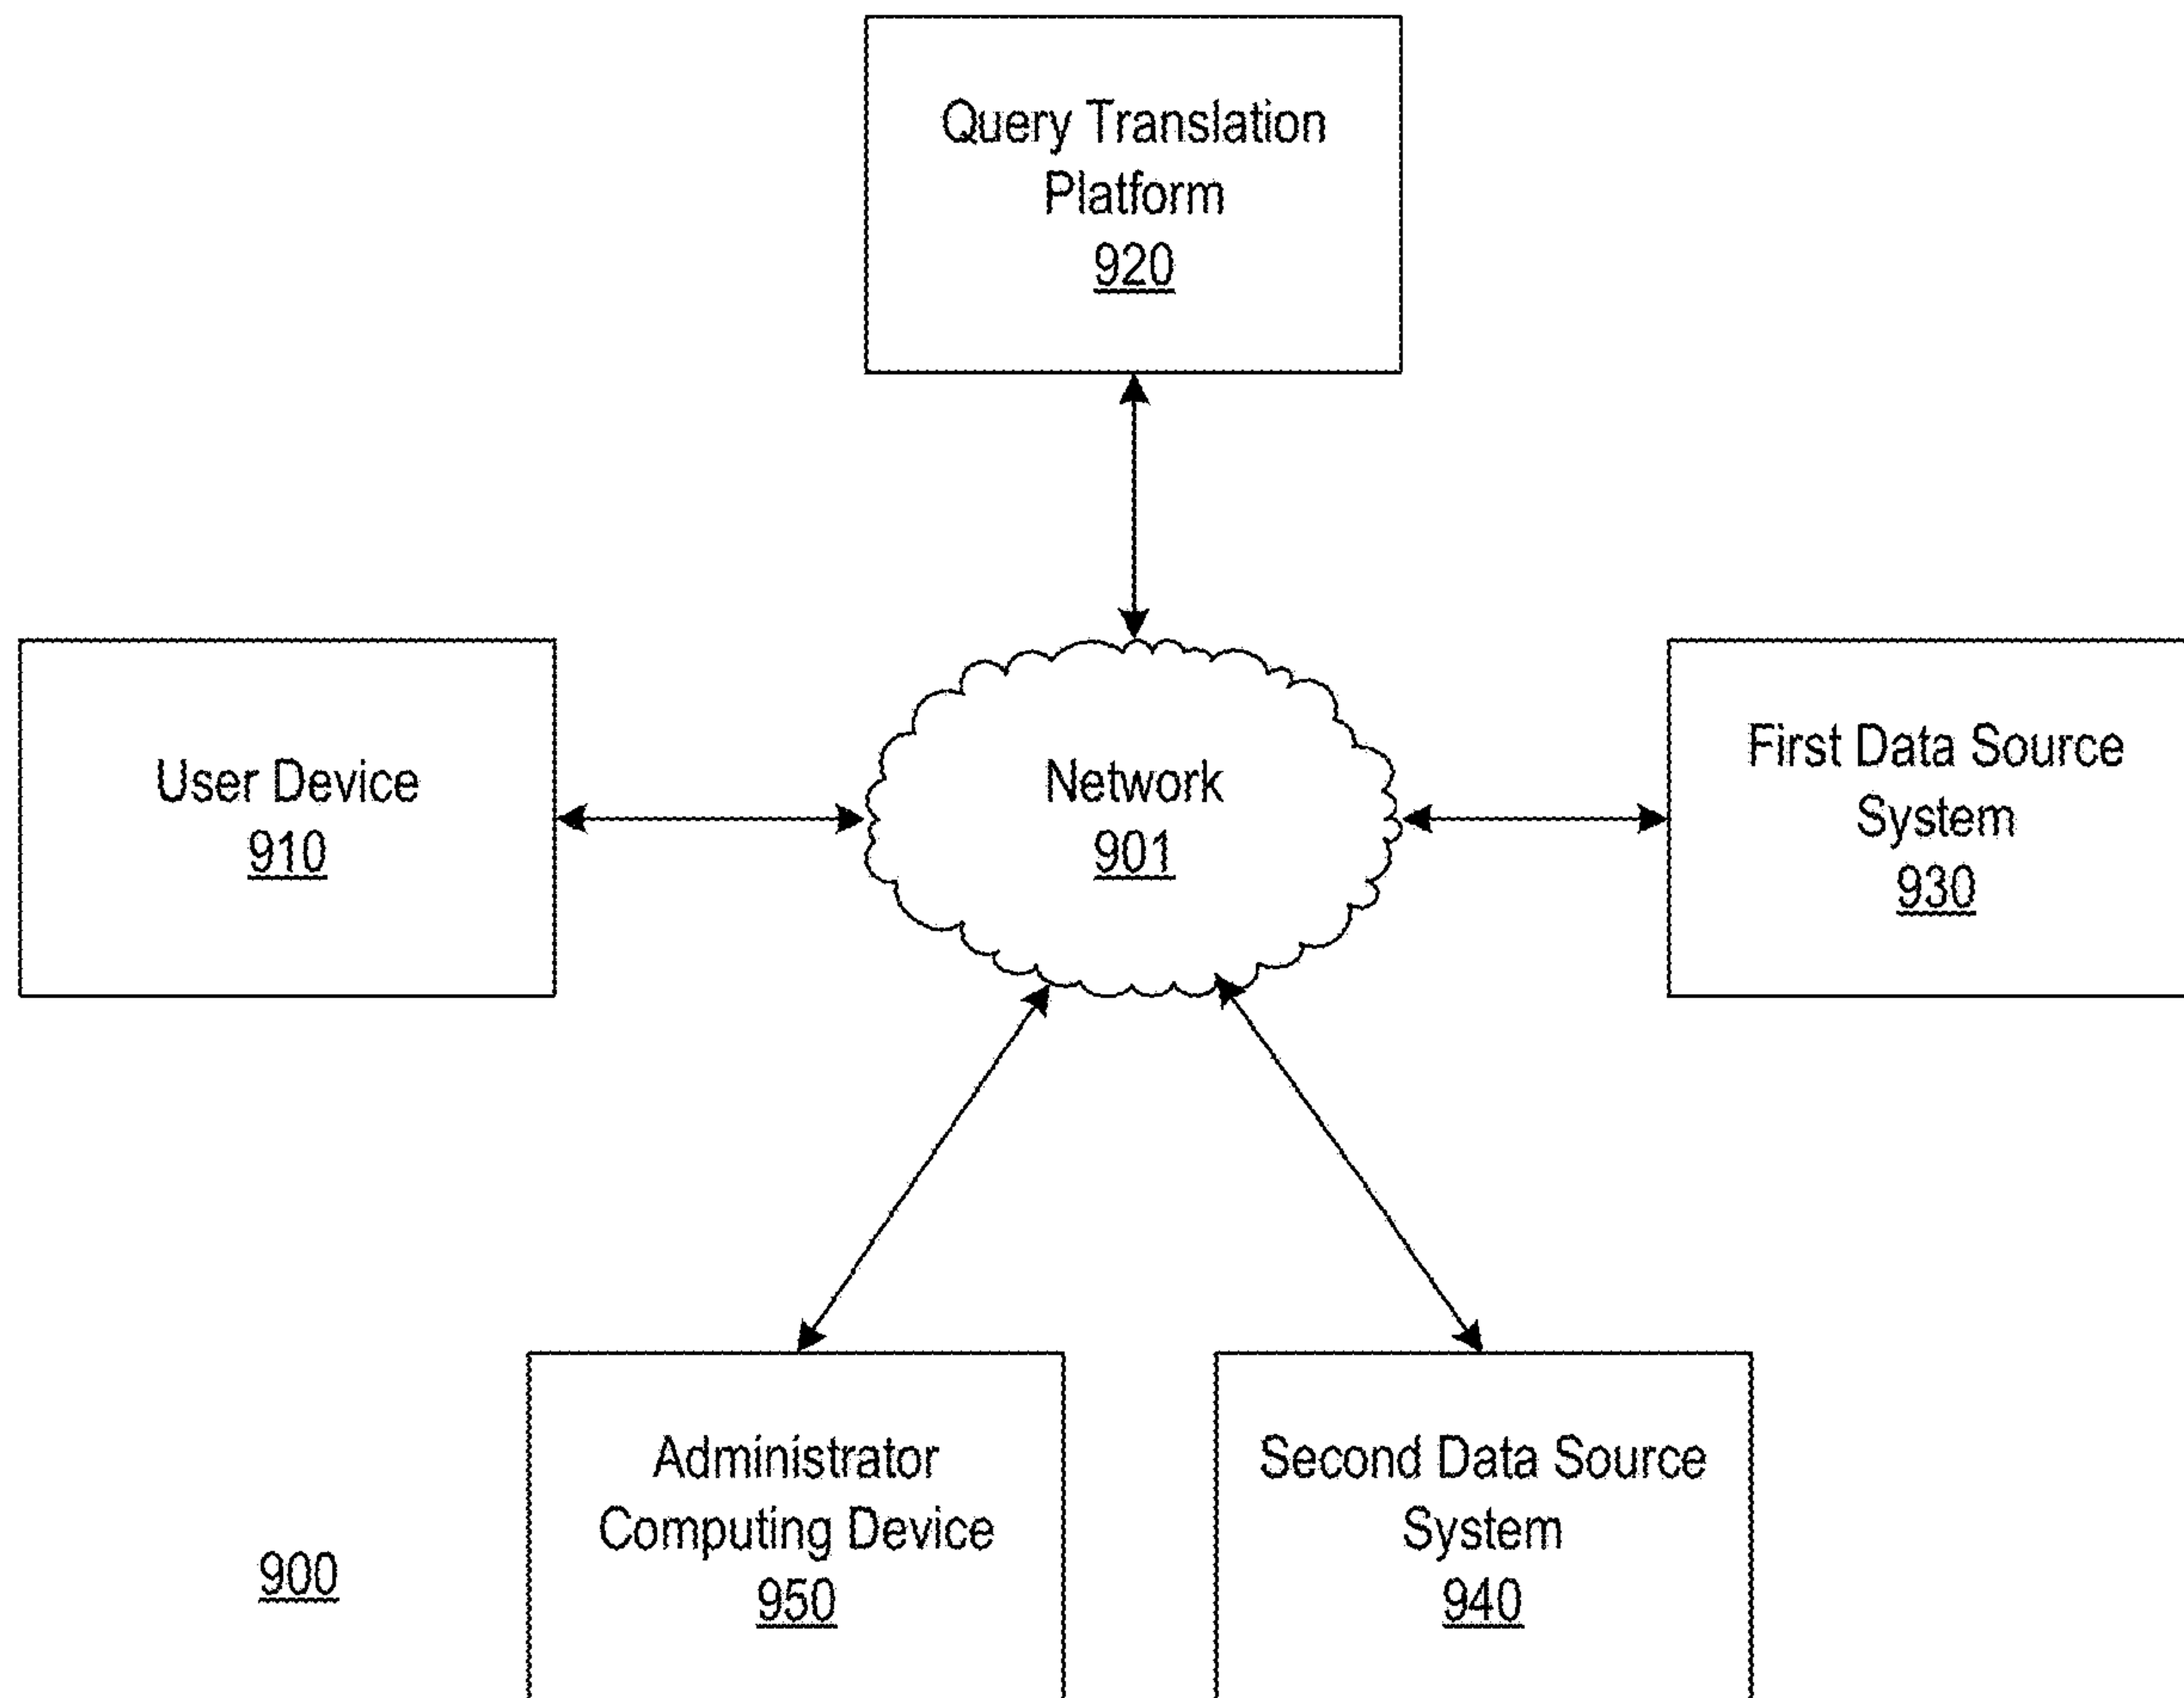 Query Translation
Platform
920
User Device
910
Network
901
First Data Source
System
930
Administrator
Computing Device
950
Second Data Source
System
940
900